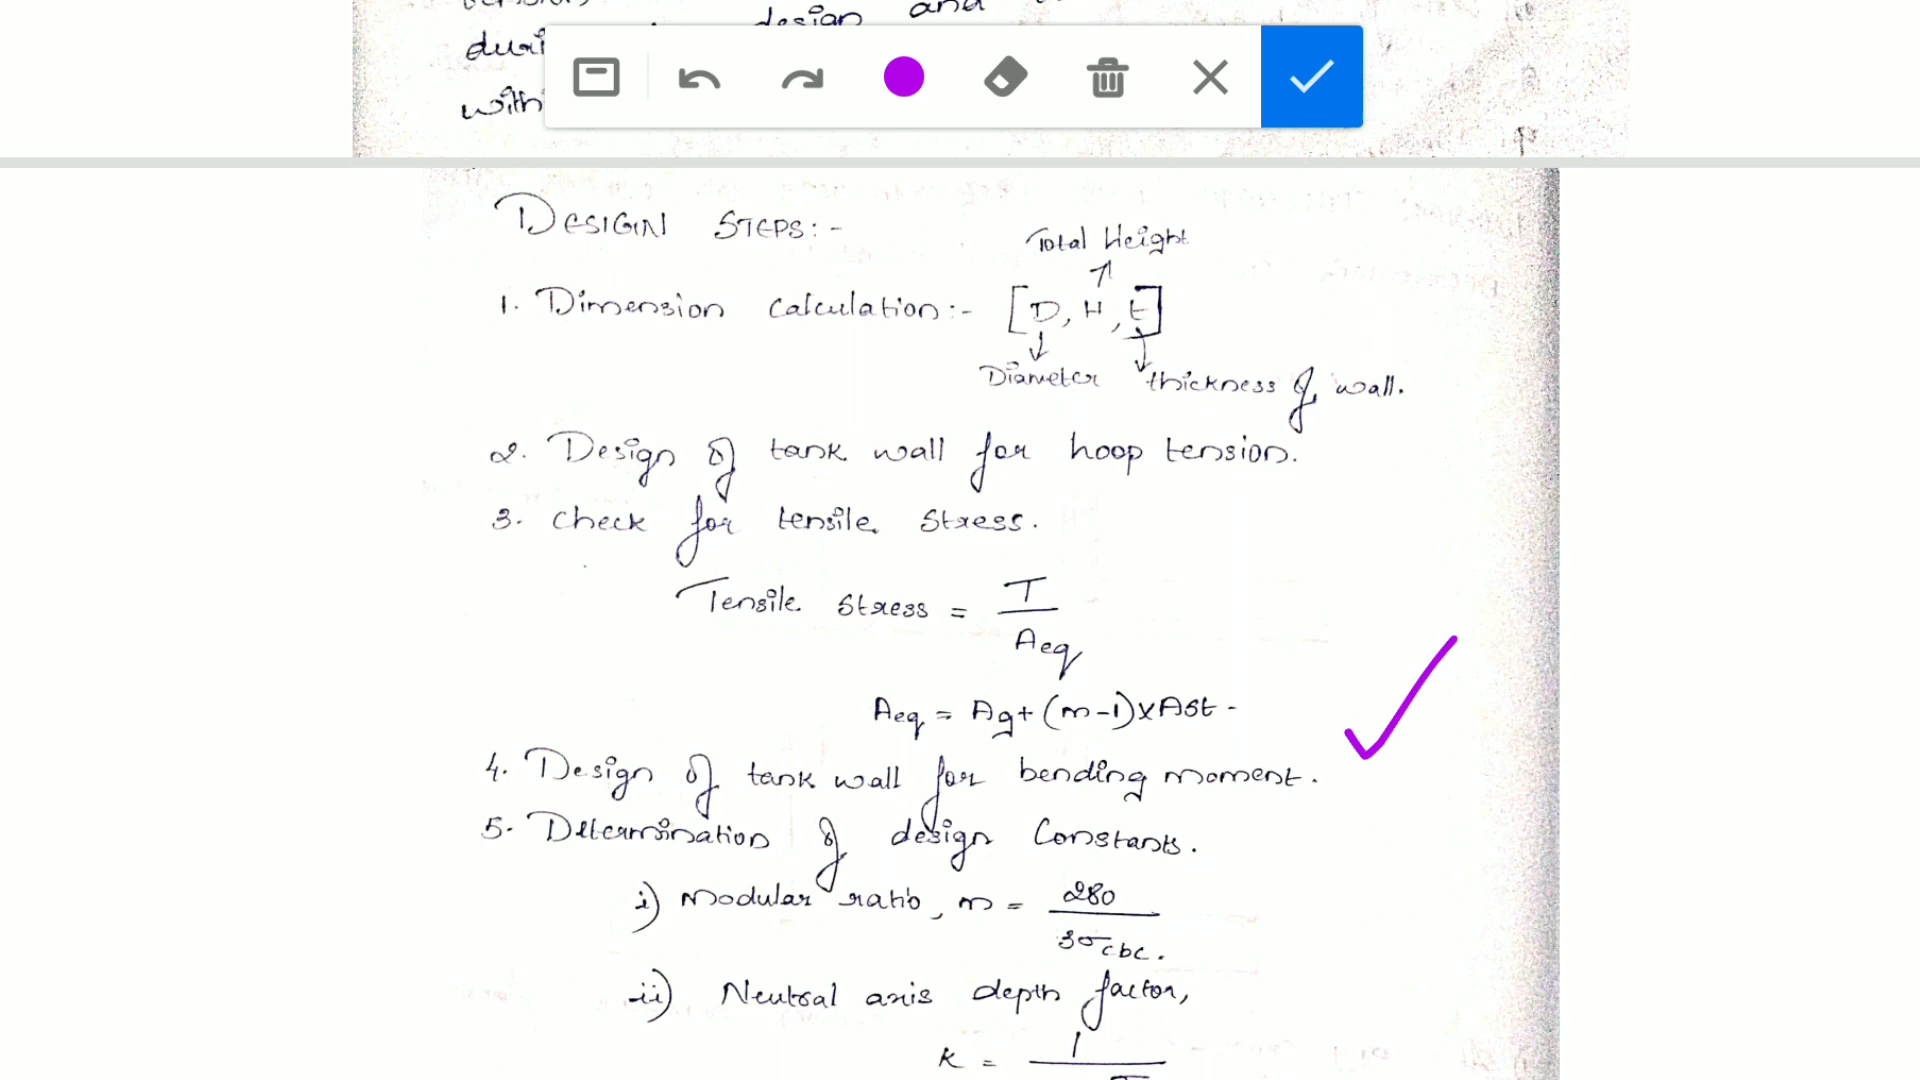 design and
duri
with
DESIGN STEPS:-
Total Height
1. Dimension Calculation:- [D, H, t]
Diameter thickness of wall.
2. Design of tank wall for hoop tension.
3. Check for tensile stress.
Tensile stress = T / Aeq
Aeq = Ag+(m-1)xAst-
4. Design of tank wall for bending moment.
5. Determination of design Constants.
i) Modular ratio, m = 280 / 3σcbc.
ii) Neutral axis depth factor,
K = 1